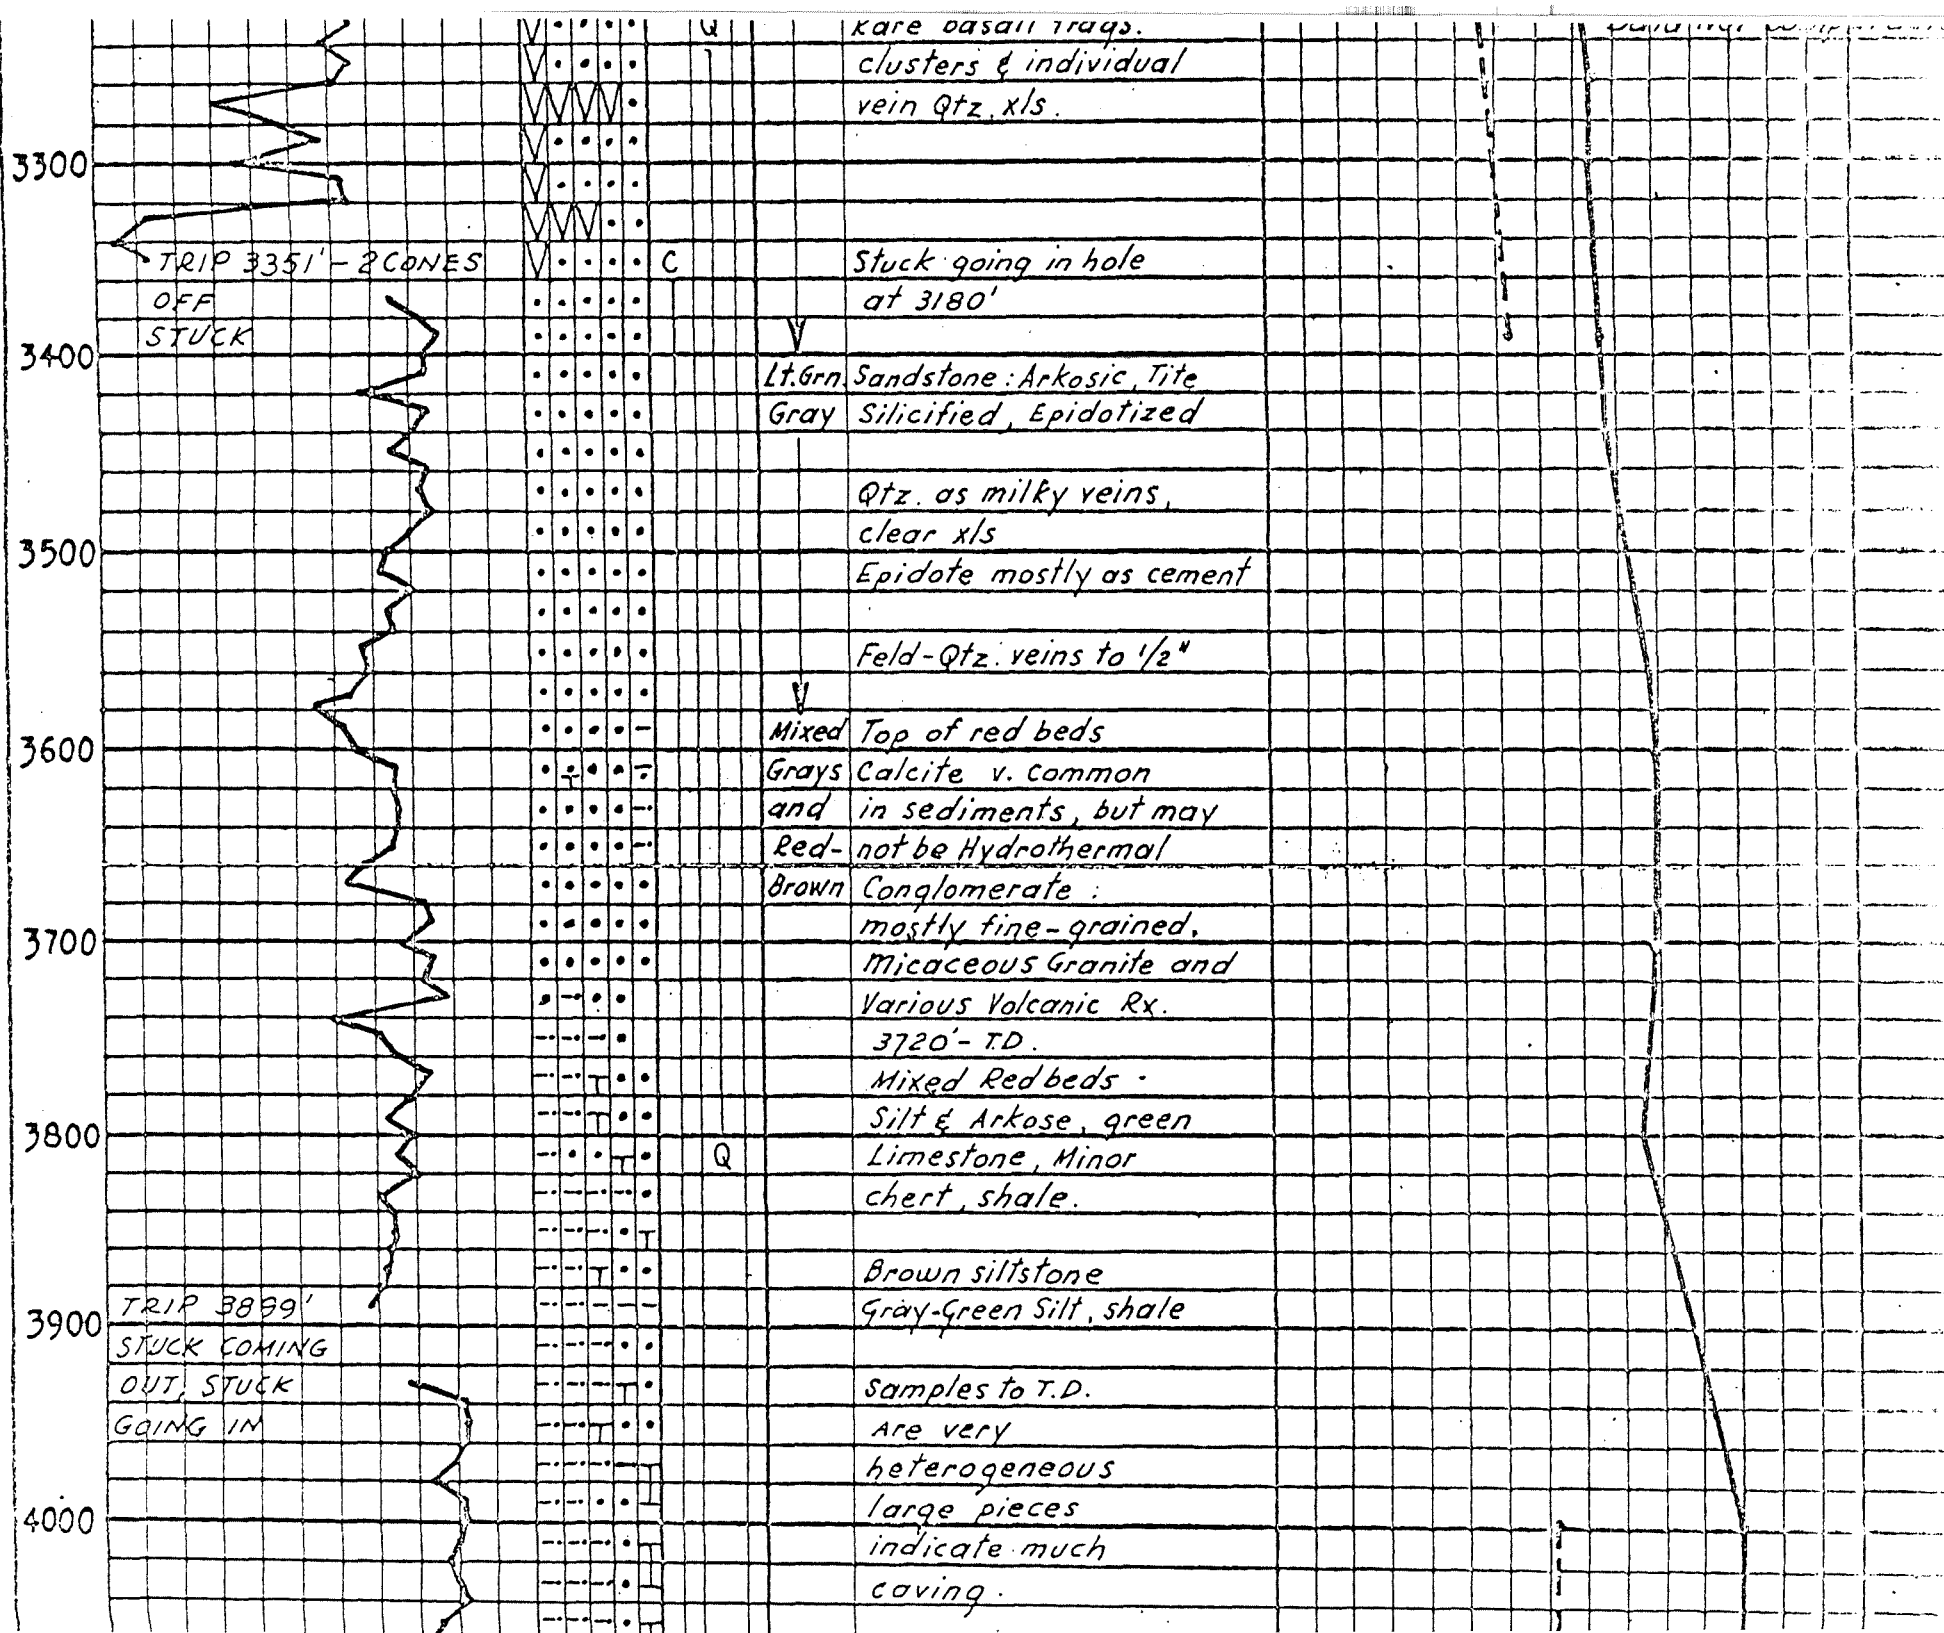 Q
Rare basalt frags.
clusters & individual
vein Qtz. xls.
3300
TRIP 3351' - 2 CONES
OFF
STUCK
C
Stuck going in hole
at 3180'
3400
Lt. Grn. Sandstone: Arkosic, Tite
Gray Silicified, Epidotized
Qtz. as milky veins,
clear xls
3500
Epidote mostly as cement
Feld-Qtz. veins to 1/2"
Mixed Top of red beds
3600
Grays Calcite v. common
and in sediments, but may
Red- not be Hydrothermal
Brown Conglomerate:
mostly fine-grained,
3700
Micaceous Granite and
Various Volcanic Rx.
3720' - T.D.
Mixed Redbeds
Silt & Arkose, green
3800
Q
Limestone, Minor
chert, shale.
Brown siltstone
TRIP 3899'
Gray-Green Silt, shale
3900
STUCK COMING
OUT, STUCK
Samples to T.D.
GOING IN
Are very
heterogeneous
large pieces
4000
indicate much
caving.